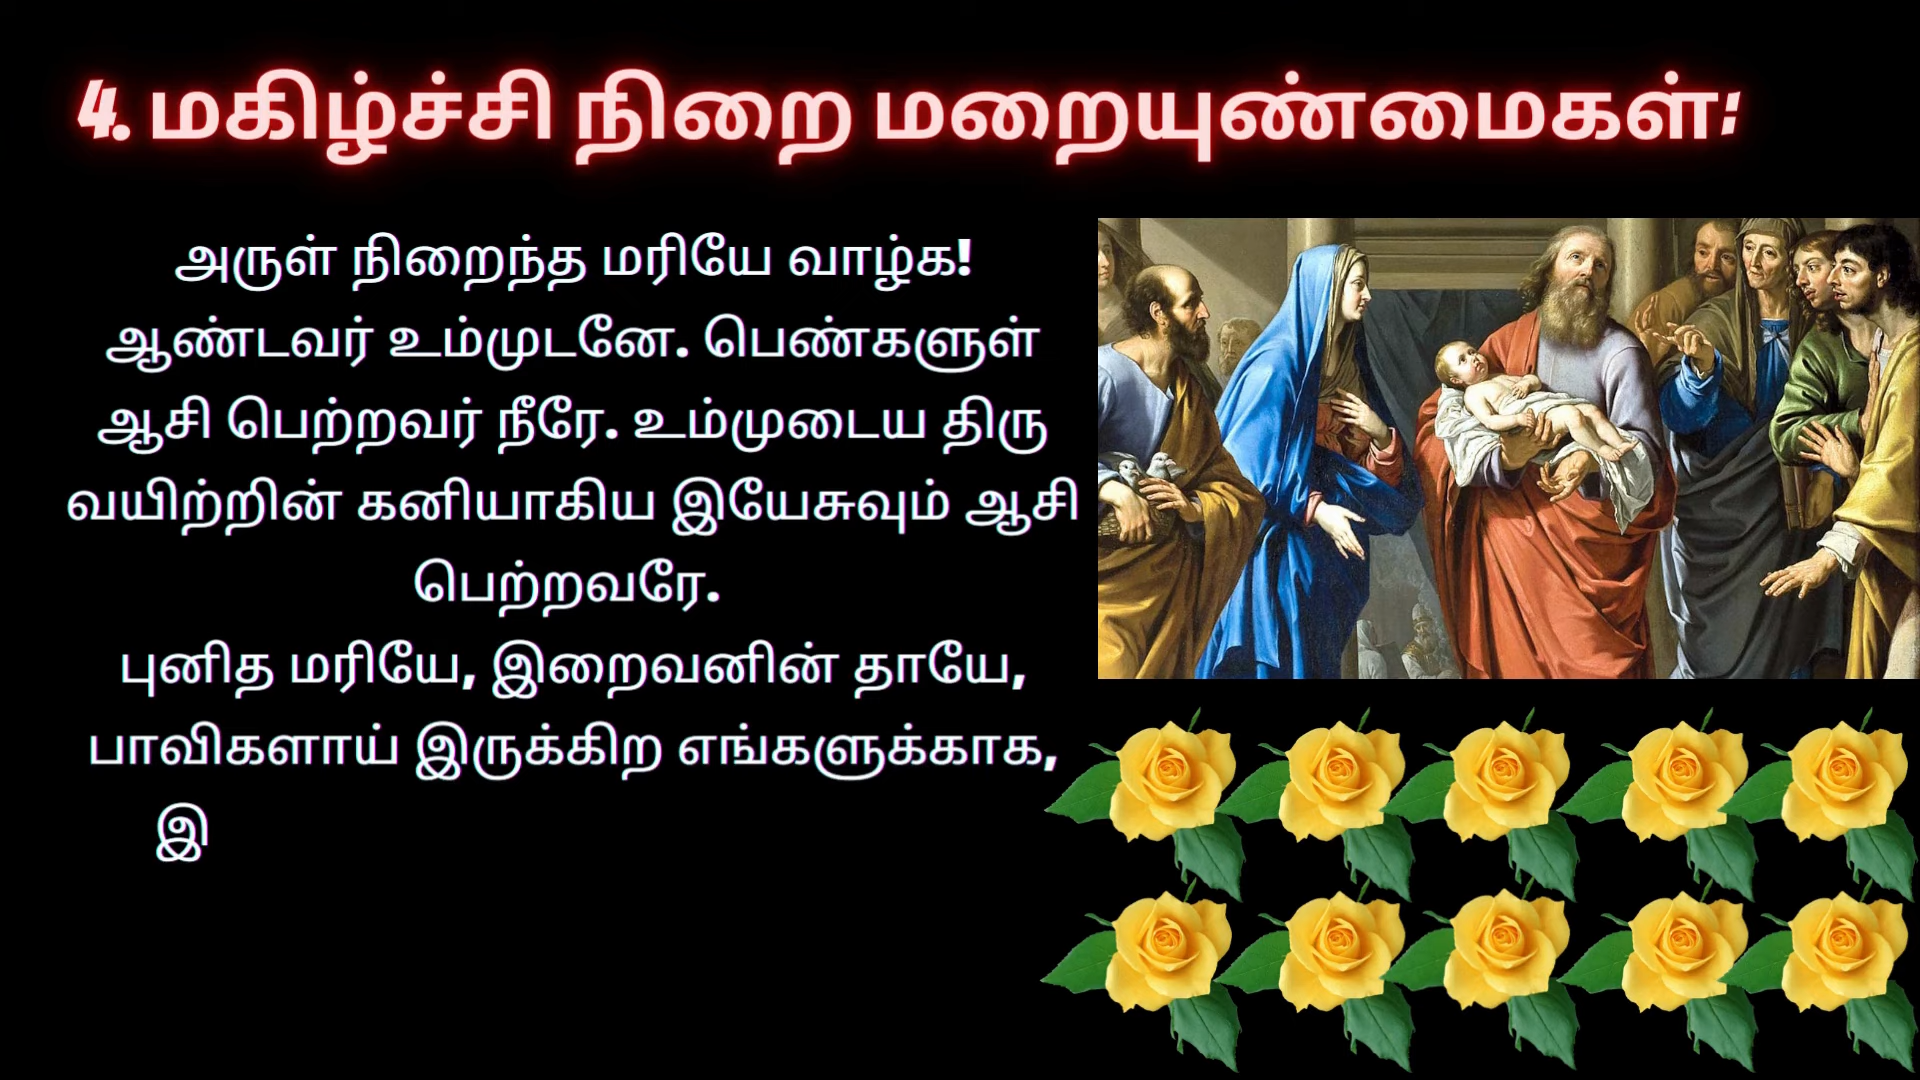 4. மகிழ்ச்சி நிறை மறையுண்மைகள்:
அருள் நிறைந்த மரியே வாழ்க!
ஆண்டவர் உம்முடனே. பெண்களுள்
ஆசி பெற்றவர் நீரே. உம்முடைய திரு
வயிற்றின் கனியாகிய இயேசுவும் ஆசி
பெற்றவரே.
புனித மரியே, இறைவனின் தாயே,
பாவிகளாய் இருக்கிற எங்களுக்காக,
இ